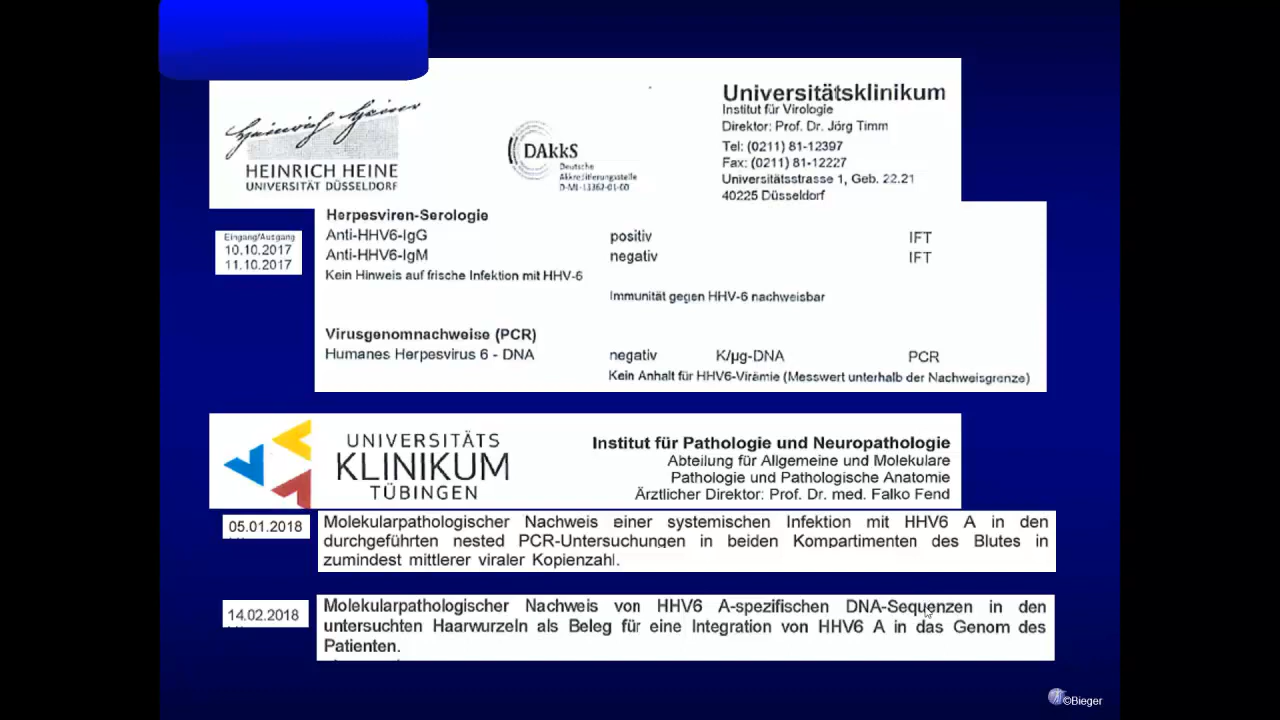 Heinrich Heine
HEINRICH HEINE
UNIVERSITÄT DÜSSELDORF
DAkkS
Deutsche
Akkreditierungsstelle
D-ML-13362-01-00
Universitätsklinikum
Institut für Virologie
Direktor: Prof. Dr. Jörg Timm
Tel: (0211) 81-12397
Fax: (0211) 81-12227
Universitätsstrasse 1, Geb. 22.21
40225 Düsseldorf
Eingang/Ausgang
10.10.2017
11.10.2017
Herpesviren-Serologie
Anti-HHV6-IgG positiv IFT
Anti-HHV6-IgM negativ IFT
Kein Hinweis auf frische Infektion mit HHV-6
Immunität gegen HHV-6 nachweisbar
Virusgenomnachweise (PCR)
Humanes Herpesvirus 6 - DNA negativ K/µg-DNA PCR
Kein Anhalt für HHV6-Virämie (Messwert unterhalb der Nachweisgrenze)
UNIVERSITÄTS
KLINIKUM
TÜBINGEN
Institut für Pathologie und Neuropathologie
Abteilung für Allgemeine und Molekulare
Pathologie und Pathologische Anatomie
Ärztlicher Direktor: Prof. Dr. med. Falko Fend
05.01.2018
Molekularpathologischer Nachweis einer systemischen Infektion mit HHV6 A in den
durchgeführten nested PCR-Untersuchungen in beiden Kompartimenten des Blutes in
zumindest mittlerer viraler Kopienzahl.
14.02.2018
Molekularpathologischer Nachweis von HHV6 A-spezifischen DNA-Sequenzen in den
untersuchten Haarwurzeln als Beleg für eine Integration von HHV6 A in das Genom des
Patienten.
©Bieger